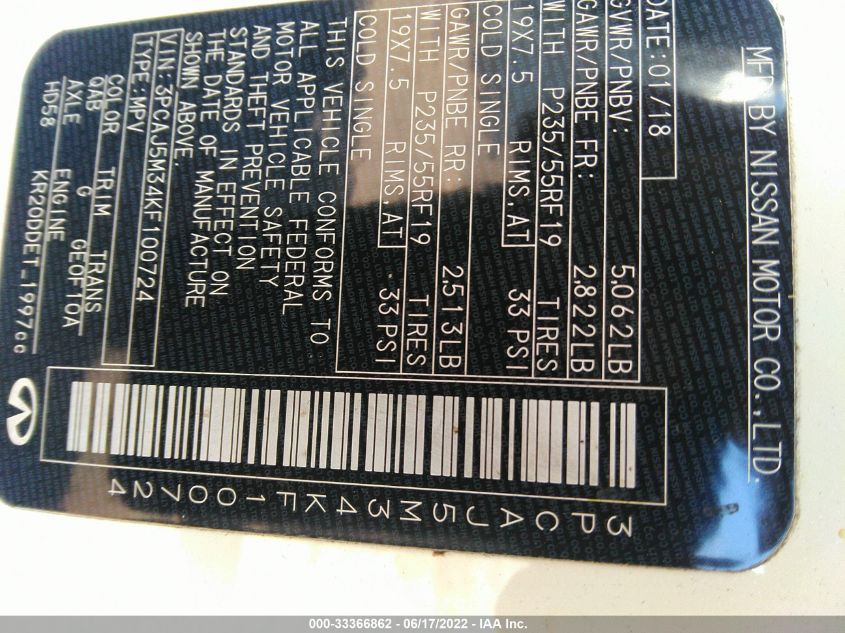 MFD BY NISSAN MOTOR CO.,LTD.
DATE:01/18
GVWR/PNBV: 5,062LB
GAWR/PNBE FR: 2,822LB
WITH P235/55RF19 TIRES
19X7.5 RIMS,AT 33 PSI
COLD SINGLE
GAWR/PNBE RR: 2,513LB
WITH P235/55RF19 TIRES
19X7.5 RIMS,AT 33 PSI
COLD SINGLE
THIS VEHICLE CONFORMS TO
ALL APPLICABLE FEDERAL
MOTOR VEHICLE SAFETY
AND THEFT PREVENTION
STANDARDS IN EFFECT ON
THE DATE OF MANUFACTURE
SHOWN ABOVE.
VIN: 3PCAJ5M34KF100724
TYPE: MPV
COLOR TRIM TRANS
QAB G GE0F10A
AXLE ENGINE
HD58 KR20DDET_1997cc
3PCAJ5M34KF100724
000-33366862 - 06/17/2022 - IAA Inc.